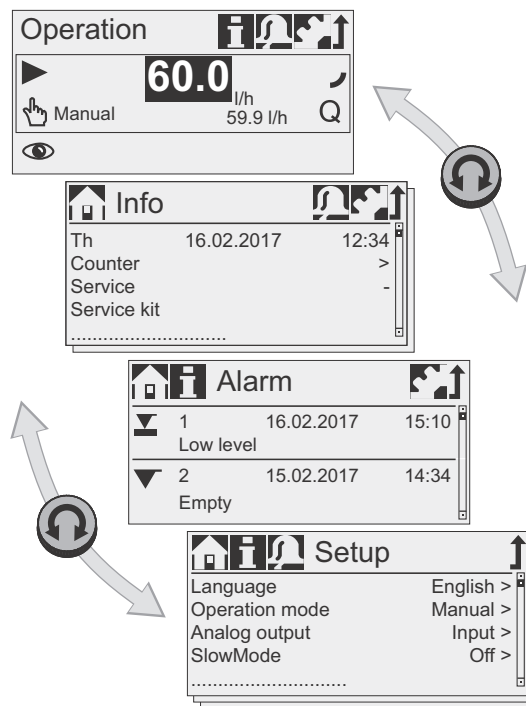 Operation
60.0
l/h
Manual
59.9 l/h
Q
Info
Th 16.02.2017 12:34
Counter >
Service -
Service kit
.............................
Alarm
1 16.02.2017 15:10
Low level
2 15.02.2017 14:34
Empty
Setup
Language English >
Operation mode Manual >
Analog output Input >
SlowMode Off >
.............................